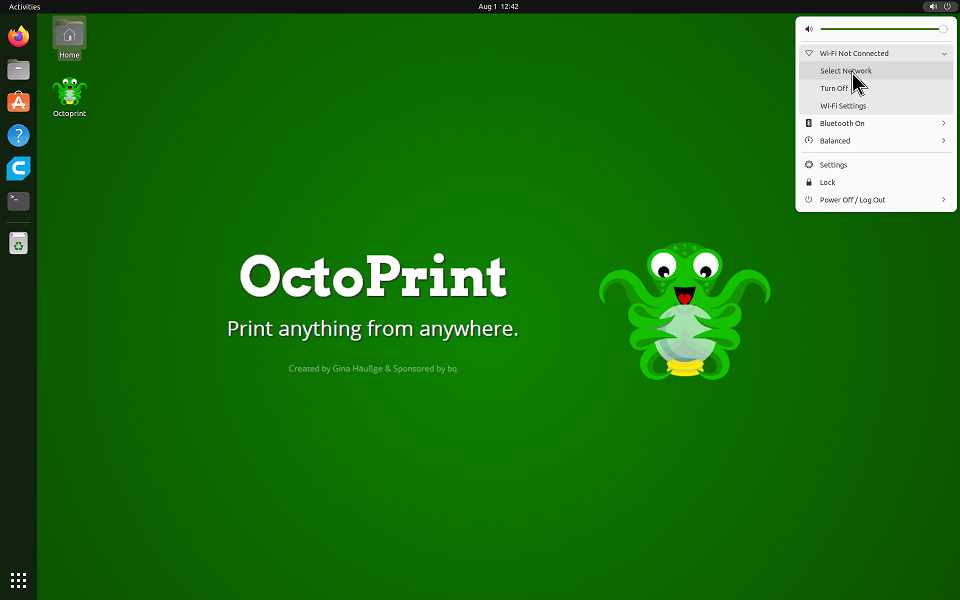 Activities
Aug 1 12:42
Home
Octoprint
Wi-Fi Not Connected
Select Network
Turn Off
Wi-Fi Settings
Bluetooth On
Balanced
Settings
Lock
Power Off / Log Out
OctoPrint
Print anything from anywhere.
Created by Gina Häußge & Sponsored by bq